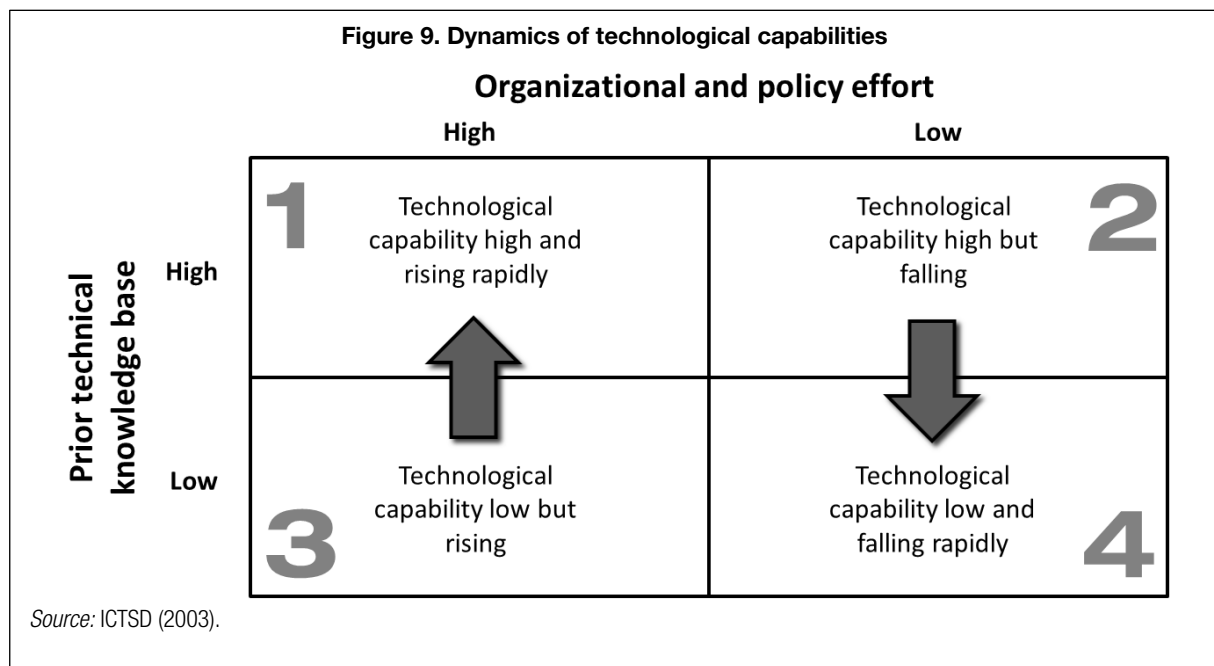 Figure 9. Dynamics of technological capabilities
Organizational and policy effort
High
Low
Prior technical
knowledge base
High
1
Technological
capability high and
rising rapidly
2
Technological
capability high but
falling
Low
3
Technological
capability low but
rising
4
Technological
capability low and
falling rapidly
Source: ICTSD (2003).